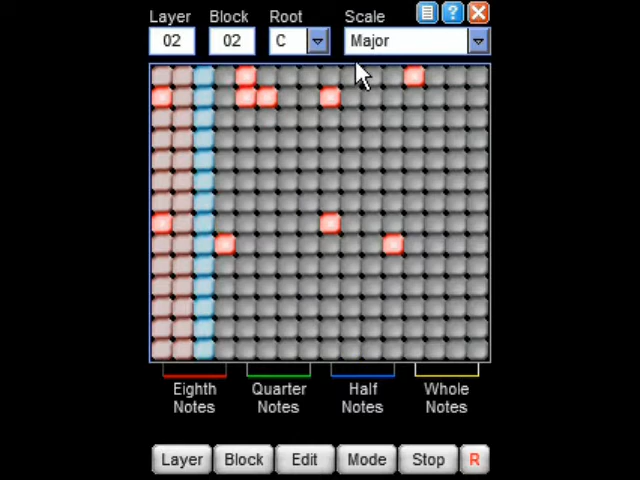 Layer Block Root Scale
02 02 C Major
?
Eighth Notes
Quarter Notes
Half Notes
Whole Notes
Layer Block Edit Mode Stop R